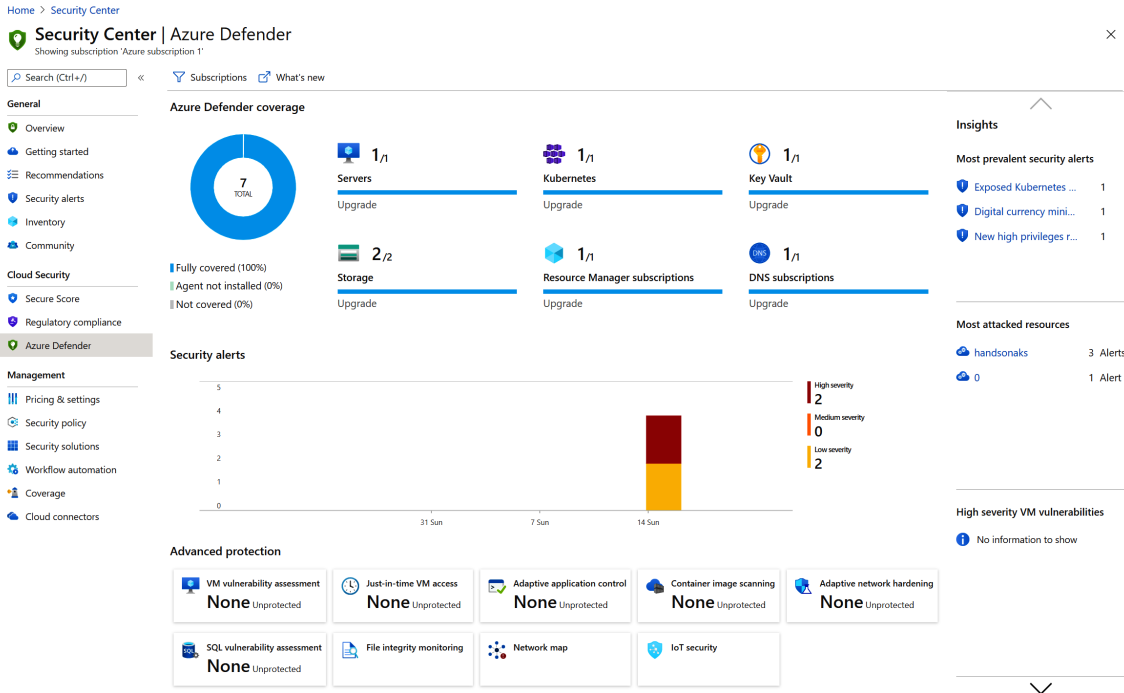 Home > Security Center
Security Center | Azure Defender
Showing subscription 'Azure subscription 1'
Search (Ctrl+/)
«
Subscriptions
What's new
General
Overview
Getting started
Recommendations
Security alerts
Inventory
Community
Cloud Security
Secure Score
Regulatory compliance
Azure Defender
Management
Pricing & settings
Security policy
Security solutions
Workflow automation
Coverage
Cloud connectors
Azure Defender coverage
7
TOTAL
Fully covered (100%)
Agent not installed (0%)
Not covered (0%)
1/1
Servers
Upgrade
1/1
Kubernetes
Upgrade
1/1
Key Vault
Upgrade
2/2
Storage
Upgrade
1/1
Resource Manager subscriptions
Upgrade
DNS
1/1
DNS subscriptions
Upgrade
Security alerts
5
4
3
2
1
0
31 Sun
7 Sun
14 Sun
High severity
2
Medium severity
0
Low severity
2
Advanced protection
VM vulnerability assessment
None Unprotected
Just-in-time VM access
None Unprotected
Adaptive application control
None Unprotected
Container image scanning
None Unprotected
Adaptive network hardening
None Unprotected
SQL
SQL vulnerability assessment
None Unprotected
File integrity monitoring
Network map
IoT security
Insights
Most prevalent security alerts
Exposed Kubernetes ... 1
Digital currency mini... 1
New high privileges r... 1
Most attacked resources
handsonaks 3 Alerts
0 1 Alert
High severity VM vulnerabilities
No information to show